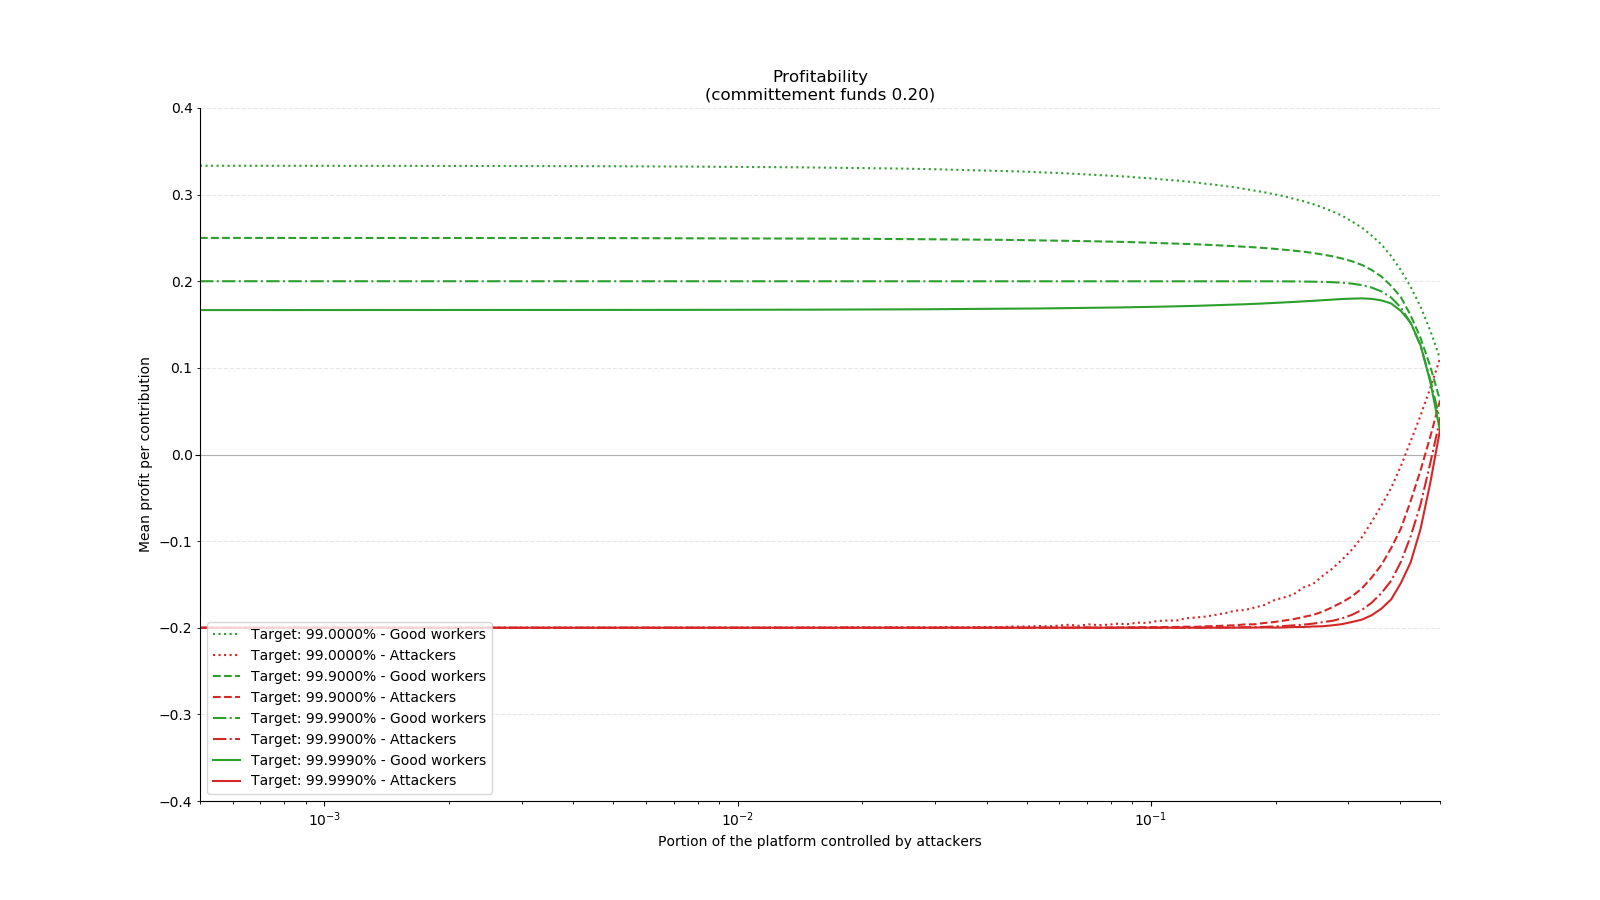 Profitability
(committement funds 0.20)
0.4
0.3
0.2
0.1
0.0
−0.1
−0.2
−0.3
−0.4
Mean profit per contribution
Target: 99.0000% - Good workers
Target: 99.0000% - Attackers
Target: 99.9000% - Good workers
Target: 99.9000% - Attackers
Target: 99.9900% - Good workers
Target: 99.9900% - Attackers
Target: 99.9990% - Good workers
Target: 99.9990% - Attackers
10⁻³ 10⁻² 10⁻¹
Portion of the platform controlled by attackers